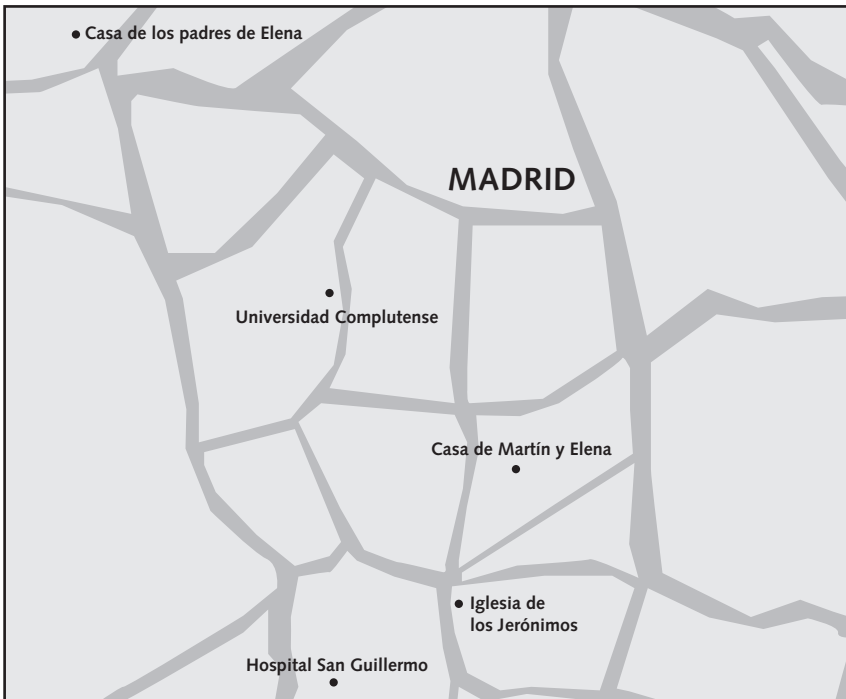 Casa de los padres de Elena
MADRID
Universidad Complutense
Casa de Martín y Elena
Iglesia de
los Jerónimos
Hospital San Guillermo